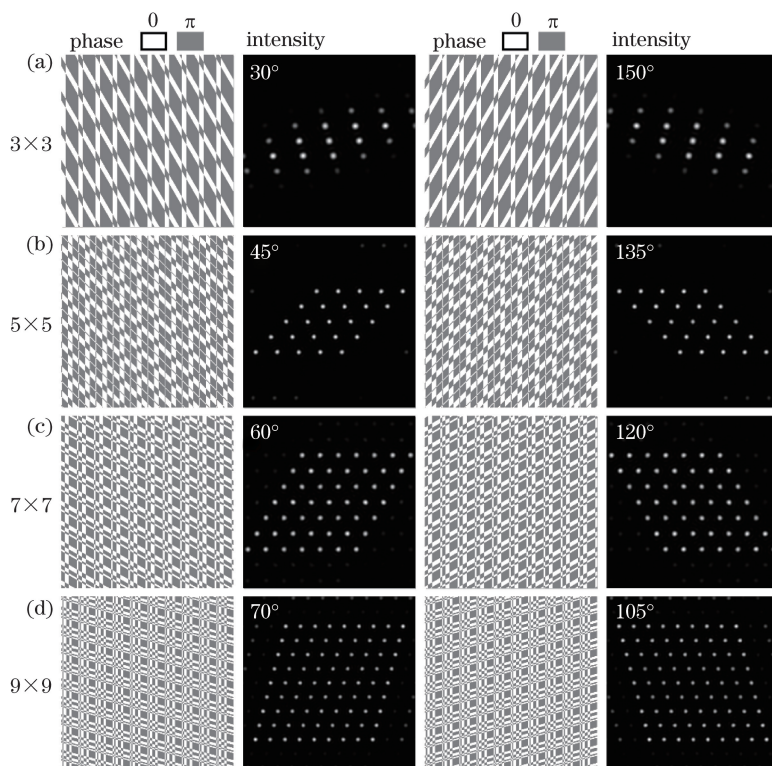 0 π 0 π
phase intensity phase intensity
(a)
30° 150°
3×3
(b)
45° 135°
5×5
(c)
60° 120°
7×7
(d)
70° 105°
9×9